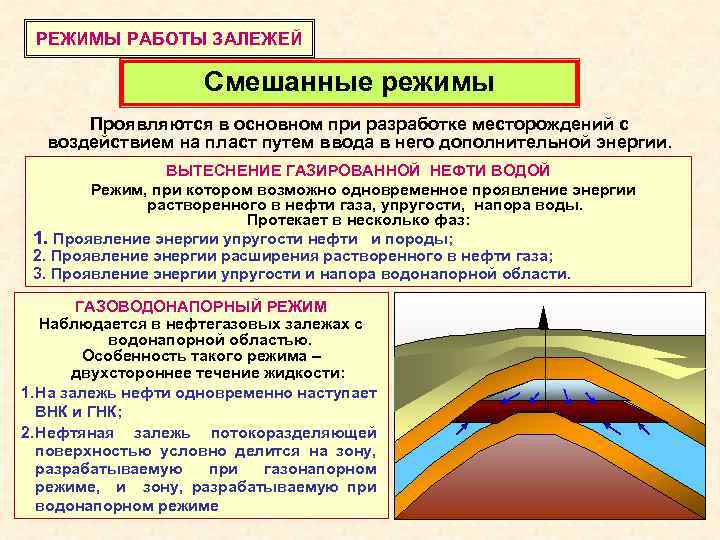 РЕЖИМЫ РАБОТЫ ЗАЛЕЖЕЙ
Смешанные режимы
Проявляются в основном при разработке месторождений с
воздействием на пласт путем ввода в него дополнительной энергии.
ВЫТЕСНЕНИЕ ГАЗИРОВАННОЙ НЕФТИ ВОДОЙ
Режим, при котором возможно одновременное проявление энергии
растворенного в нефти газа, упругости, напора воды.
Протекает в несколько фаз:
1. Проявление энергии упругости нефти и породы;
2. Проявление энергии расширения растворенного в нефти газа;
3. Проявление энергии упругости и напора водонапорной области.
ГАЗОВОДОНАПОРНЫЙ РЕЖИМ
Наблюдается в нефтегазовых залежах с
водонапорной областью.
Особенность такого режима –
двухстороннее течение жидкости:
1.На залежь нефти одновременно наступает
ВНК и ГНК;
2.Нефтяная залежь потокоразделяющей
поверхностью условно делится на зону,
разрабатываемую при газонапорном
режиме, и зону, разрабатываемую при
водонапорном режиме